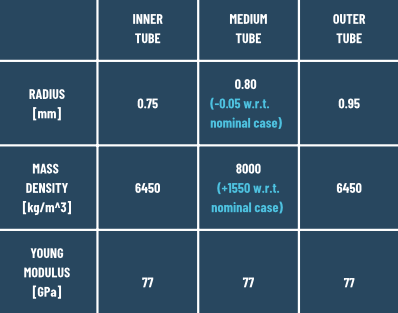 INNER
TUBE
MEDIUM
TUBE
OUTER
TUBE
RADIUS
[mm]
0.75
0.80
(-0.05 w.r.t.
nominal case)
0.95
MASS
DENSITY
[kg/m^3]
6450
8000
(+1550 w.r.t.
nominal case)
6450
YOUNG
MODULUS
[GPa]
77
77
77